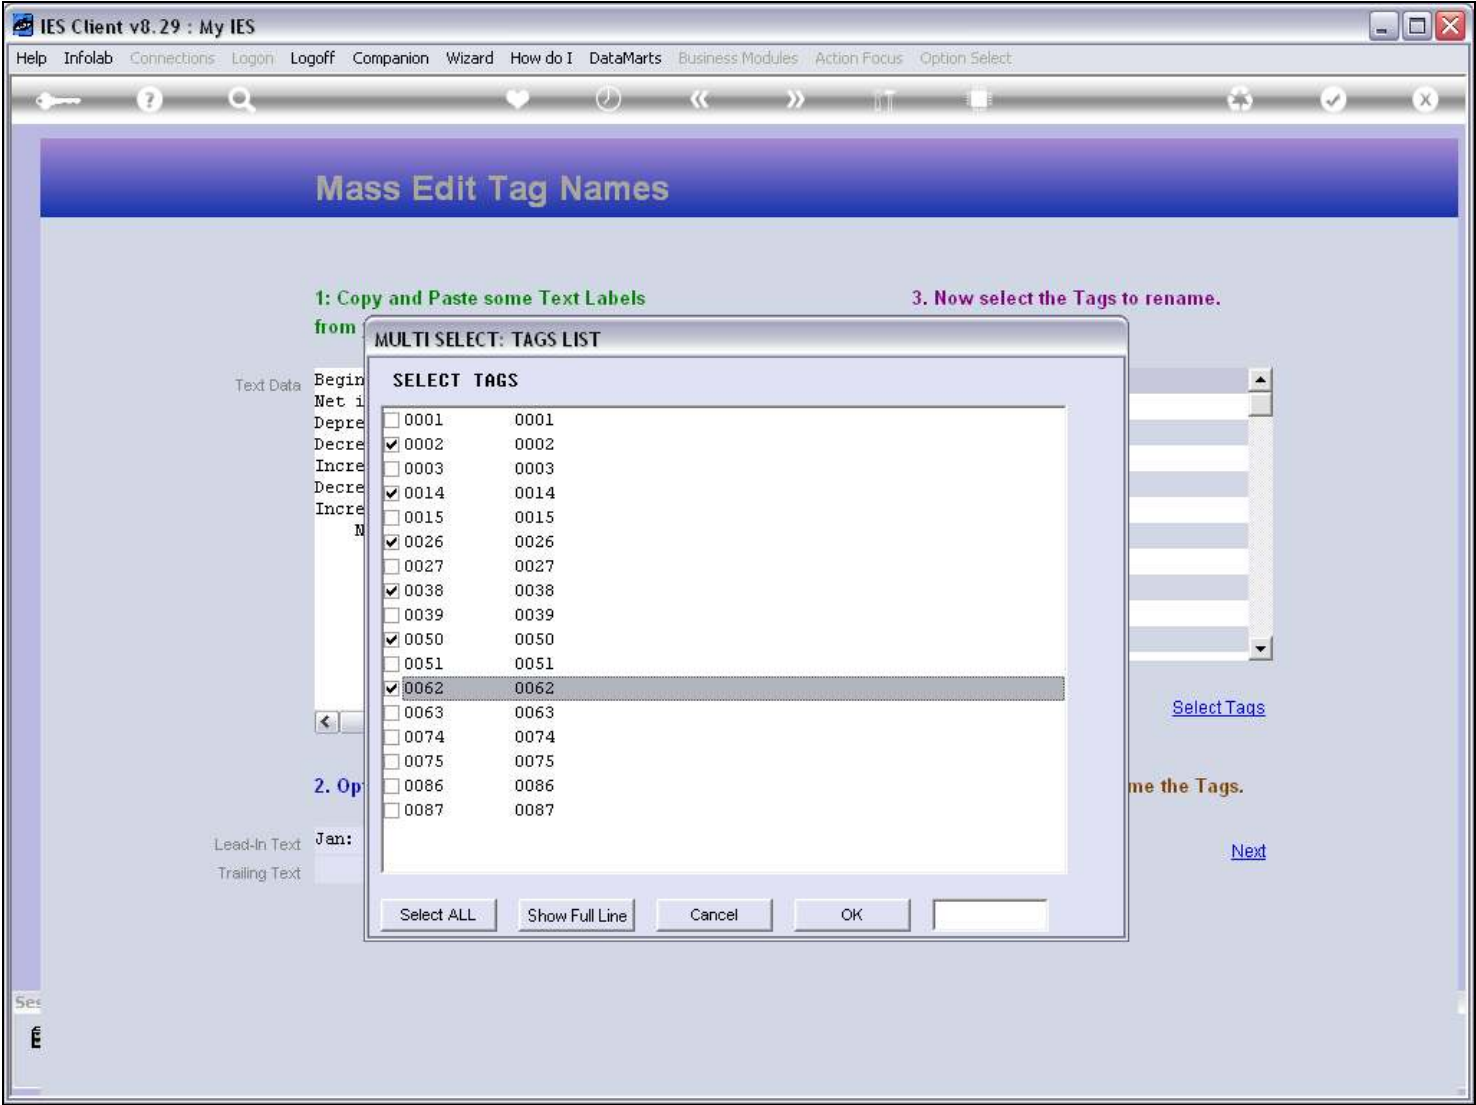 IES Client v8.29 : My IES
Help Infolab Connections Logon Logoff Companion Wizard How do I DataMarts Business Modules Action Focus Option Select
Mass Edit Tag Names
1: Copy and Paste some Text Labels
from
3. Now select the Tags to rename.
MULTI SELECT: TAGS LIST
SELECT TAGS
Text Data
Begin
Net i
Depre
Decre
Incre
Decre
Incre
N
0001 0001
0002 0002
0003 0003
0014 0014
0015 0015
0026 0026
0027 0027
0038 0038
0039 0039
0050 0050
0051 0051
0062 0062
0063 0063
0074 0074
0075 0075
0086 0086
0087 0087
Select Tags
2. Op
me the Tags.
Lead-In Text Jan:
Trailing Text
Next
Select ALL Show Full Line Cancel OK
Ses